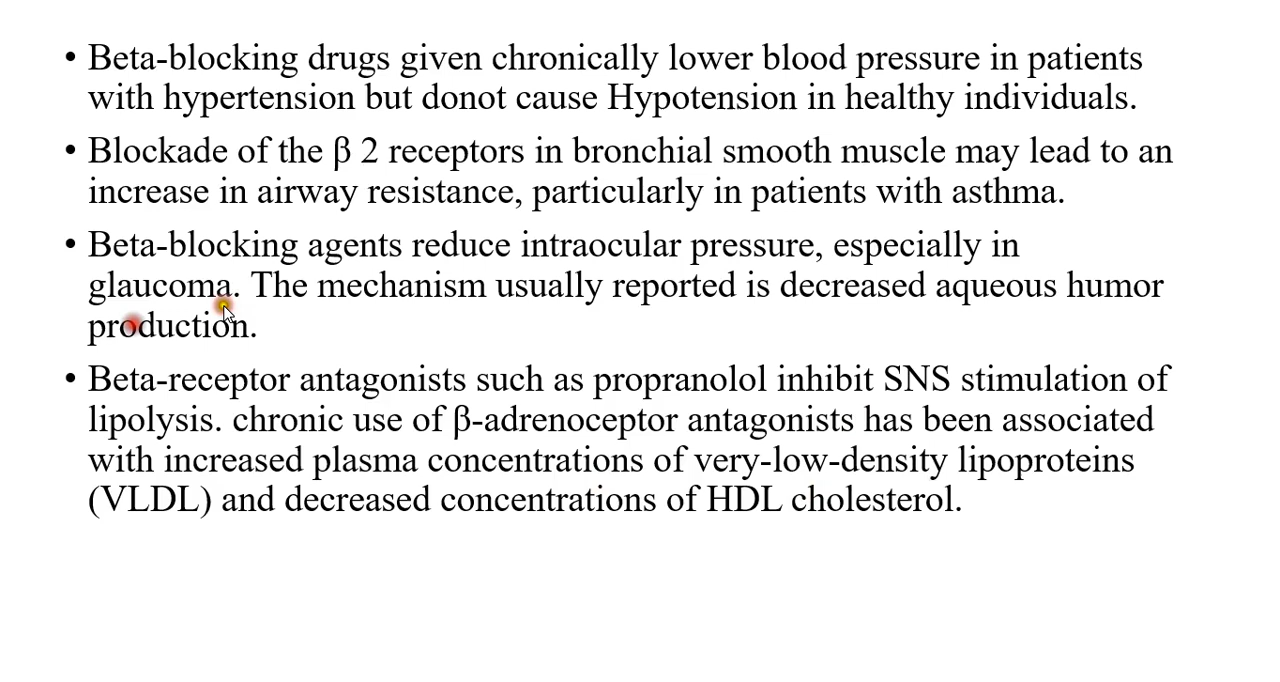 • Beta-blocking drugs given chronically lower blood pressure in patients
with hypertension but donot cause Hypotension in healthy individuals.
• Blockade of the β 2 receptors in bronchial smooth muscle may lead to an
increase in airway resistance, particularly in patients with asthma.
• Beta-blocking agents reduce intraocular pressure, especially in
glaucoma. The mechanism usually reported is decreased aqueous humor
production.
• Beta-receptor antagonists such as propranolol inhibit SNS stimulation of
lipolysis. chronic use of β-adrenoceptor antagonists has been associated
with increased plasma concentrations of very-low-density lipoproteins
(VLDL) and decreased concentrations of HDL cholesterol.